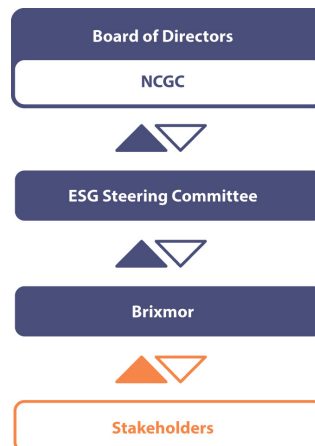 Board of Directors
NCGC
ESG Steering Committee
Brixmor
Stakeholders